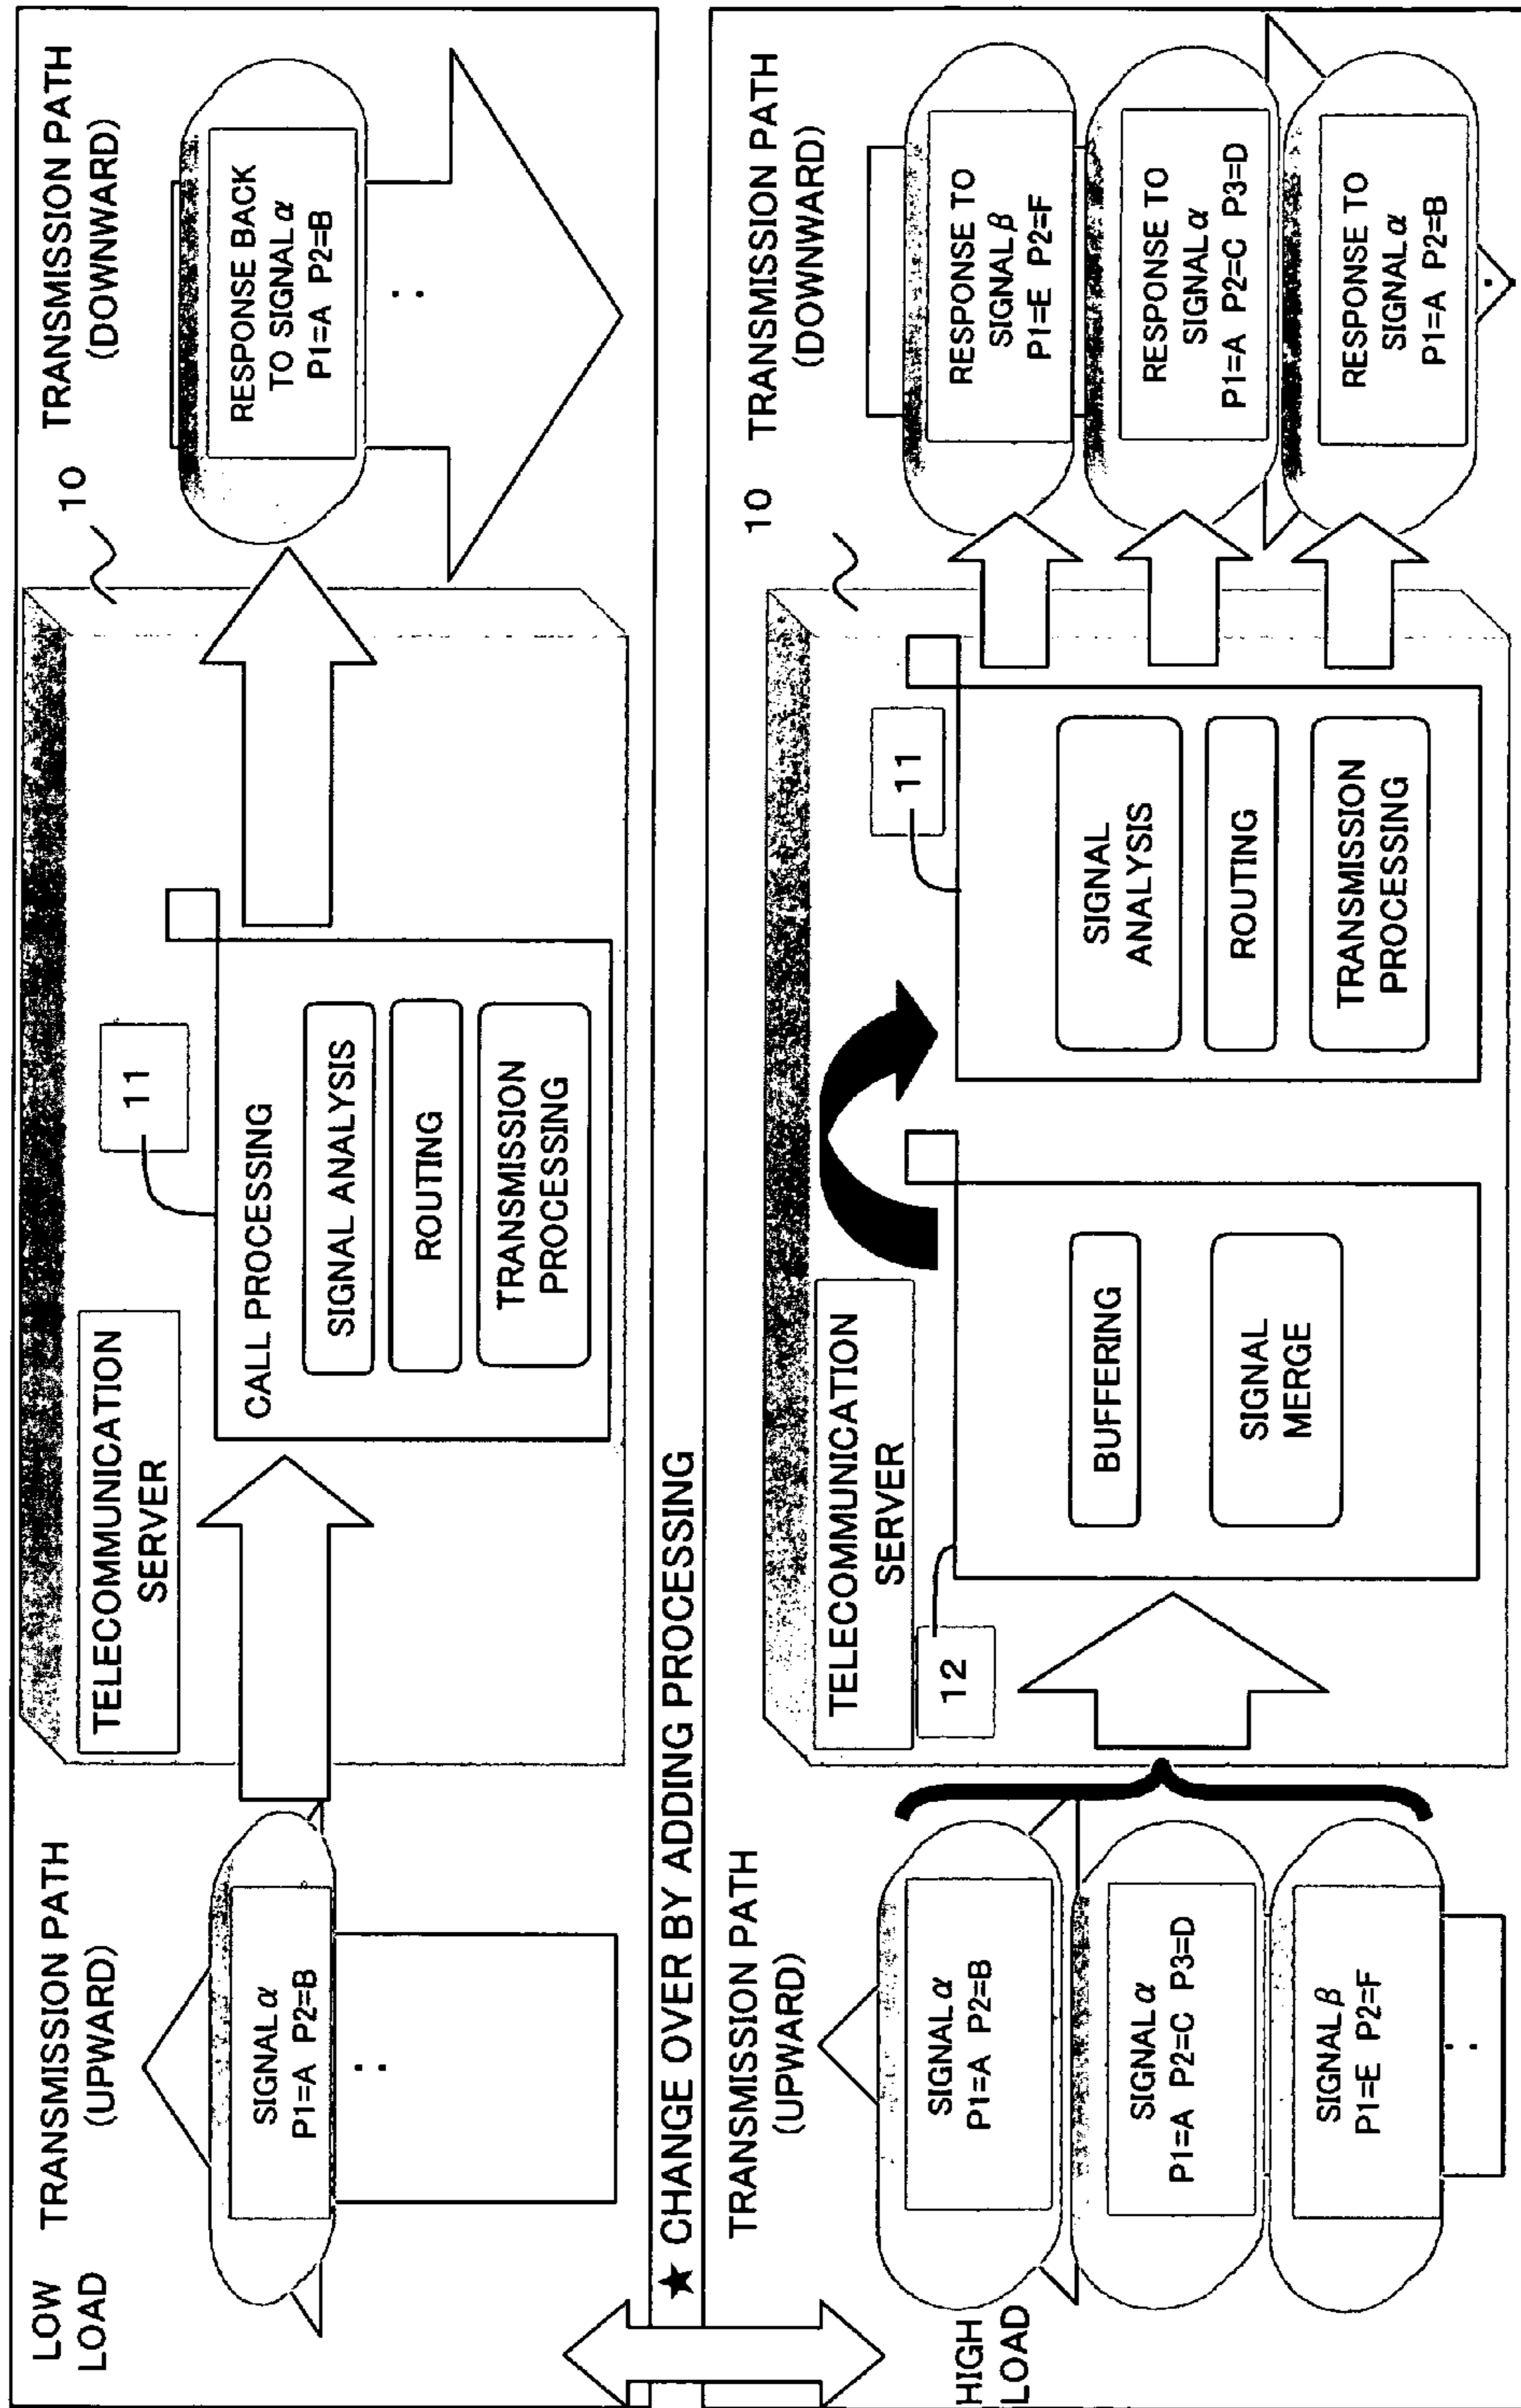 LOW
LOAD
TRANSMISSION PATH
(UPWARD)
SIGNAL α
P1=A P2=B
:
TELECOMMUNICATION
SERVER
11
CALL PROCESSING
SIGNAL ANALYSIS
ROUTING
TRANSMISSION
PROCESSING
10
TRANSMISSION PATH
(DOWNWARD)
RESPONSE BACK
TO SIGNAL α
P1=A P2=B
:
★ CHANGE OVER BY ADDING PROCESSING
HIGH
LOAD
TRANSMISSION PATH
(UPWARD)
SIGNAL α
P1=A P2=B
SIGNAL α
P1=A P2=C P3=D
SIGNAL β
P1=E P2=F
:
TELECOMMUNICATION
SERVER
12
BUFFERING
SIGNAL
MERGE
11
SIGNAL
ANALYSIS
ROUTING
TRANSMISSION
PROCESSING
10
TRANSMISSION PATH
(DOWNWARD)
RESPONSE TO
SIGNAL β
P1=E P2=F
RESPONSE TO
SIGNAL α
P1=A P2=C P3=D
RESPONSE TO
SIGNAL α
P1=A P2=B
: